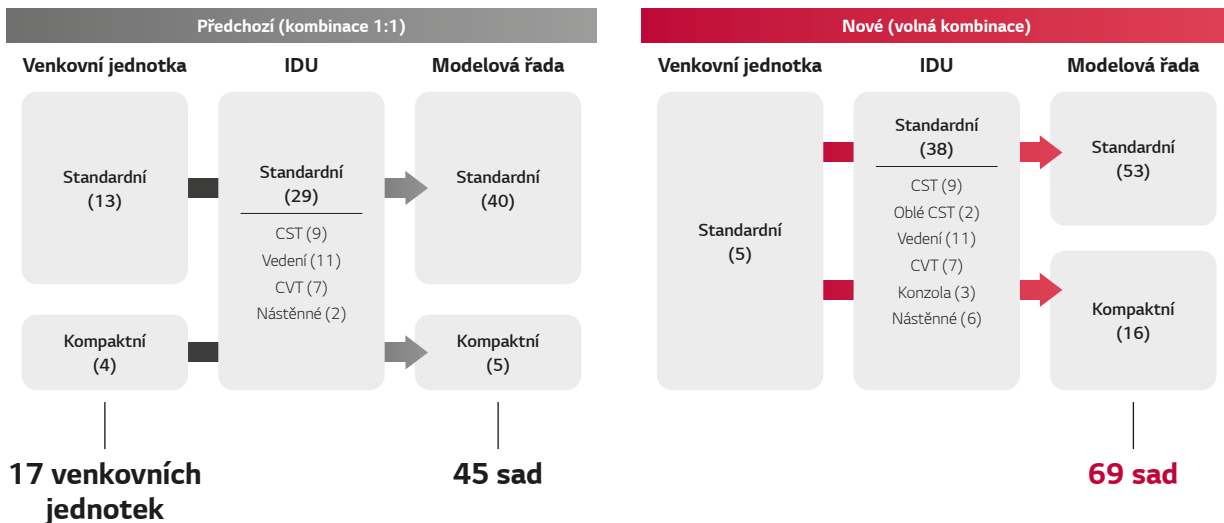 Předchozí (kombinace 1:1)
Venkovní jednotka
IDU
Modelová řada
Standardní
(13)
Standardní
(29)
CST (9)
Vedení (11)
CVT (7)
Nástěnné (2)
Standardní
(40)
Kompaktní
(4)
Kompaktní
(5)
17 venkovních
jednotek
45 sad
Nové (volná kombinace)
Venkovní jednotka
IDU
Modelová řada
Standardní
(5)
Standardní
(38)
CST (9)
Oblé CST (2)
Vedení (11)
CVT (7)
Konzola (3)
Nástěnné (6)
Standardní
(53)
Kompaktní
(16)
69 sad